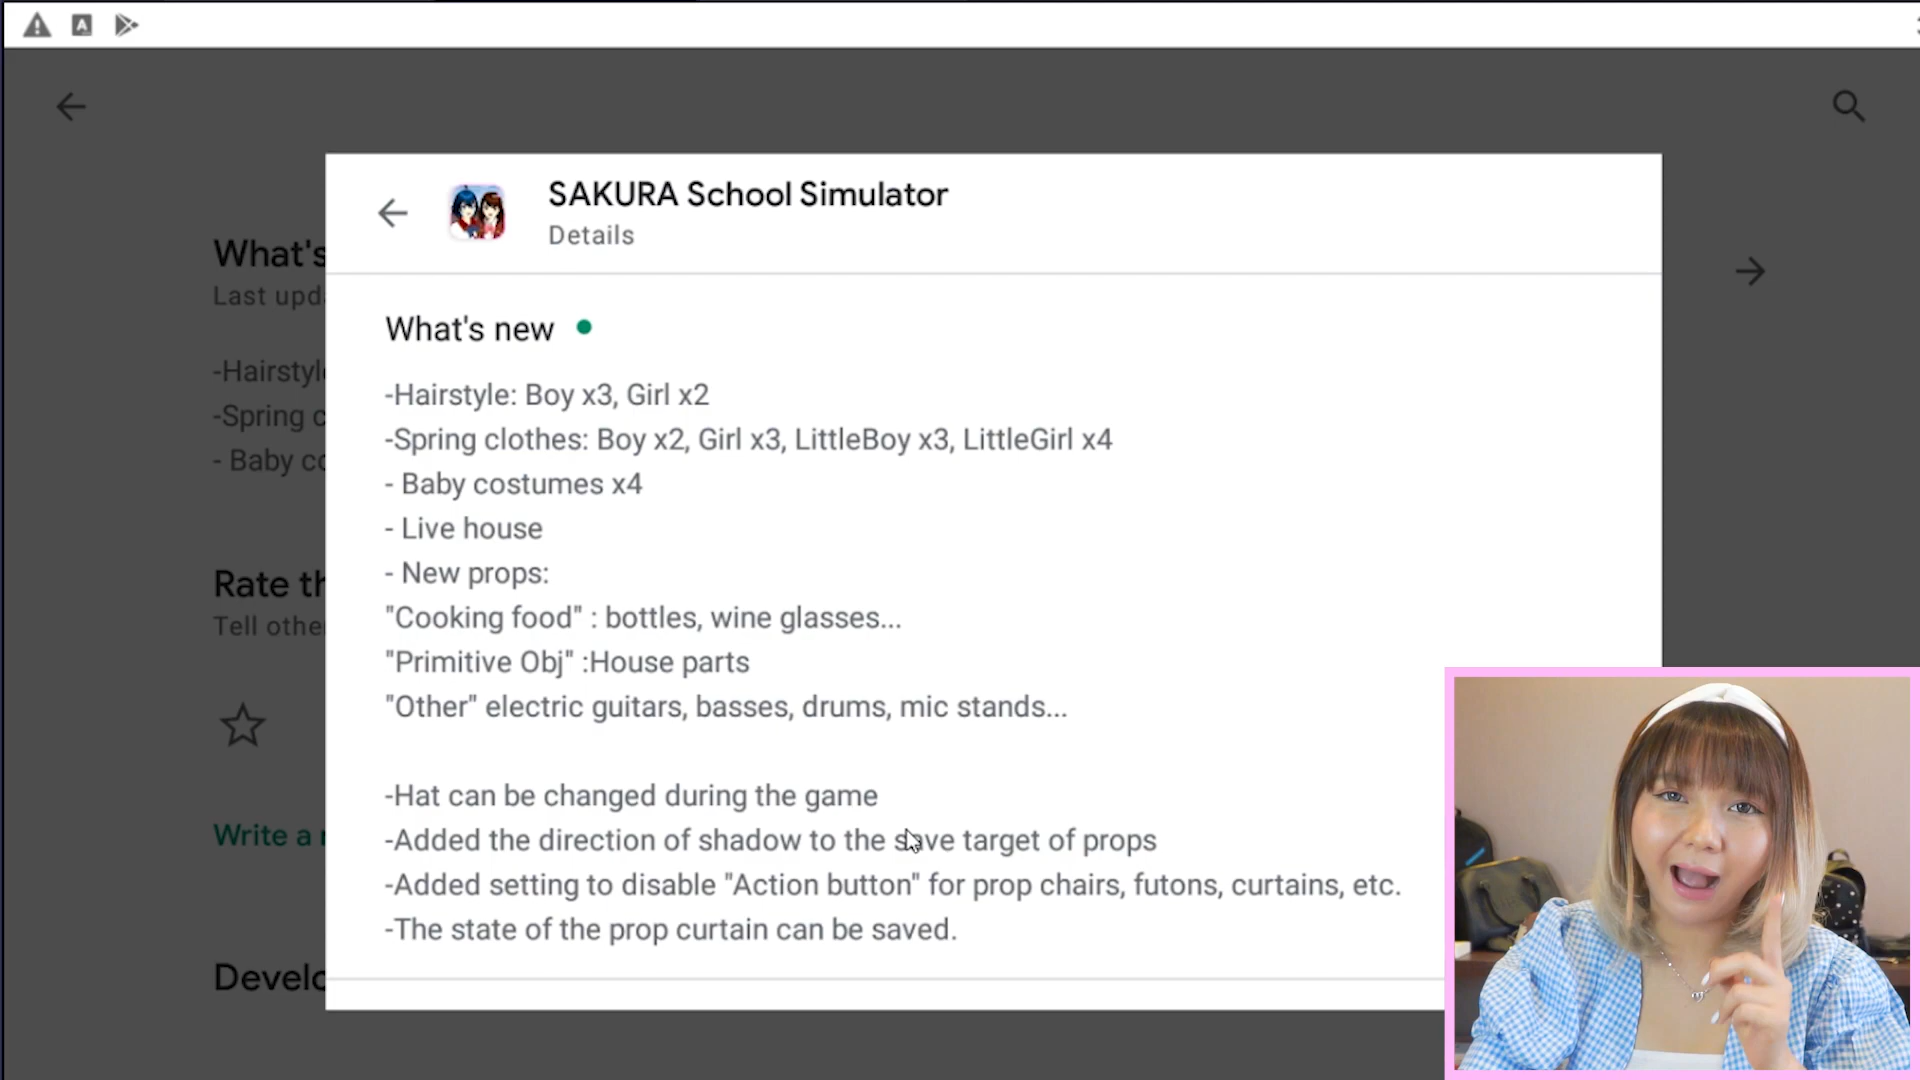 SAKURA School Simulator
Details
What's
Last upd
-Hairstyl
-Spring c
- Baby co
Rate th
Tell othe
Write a r
Develo
What's new
-Hairstyle: Boy x3, Girl x2
-Spring clothes: Boy x2, Girl x3, LittleBoy x3, LittleGirl x4
- Baby costumes x4
- Live house
- New props:
"Cooking food" : bottles, wine glasses...
"Primitive Obj" :House parts
"Other" electric guitars, basses, drums, mic stands...
-Hat can be changed during the game
-Added the direction of shadow to the save target of props
-Added setting to disable "Action button" for prop chairs, futons, curtains, etc.
-The state of the prop curtain can be saved.